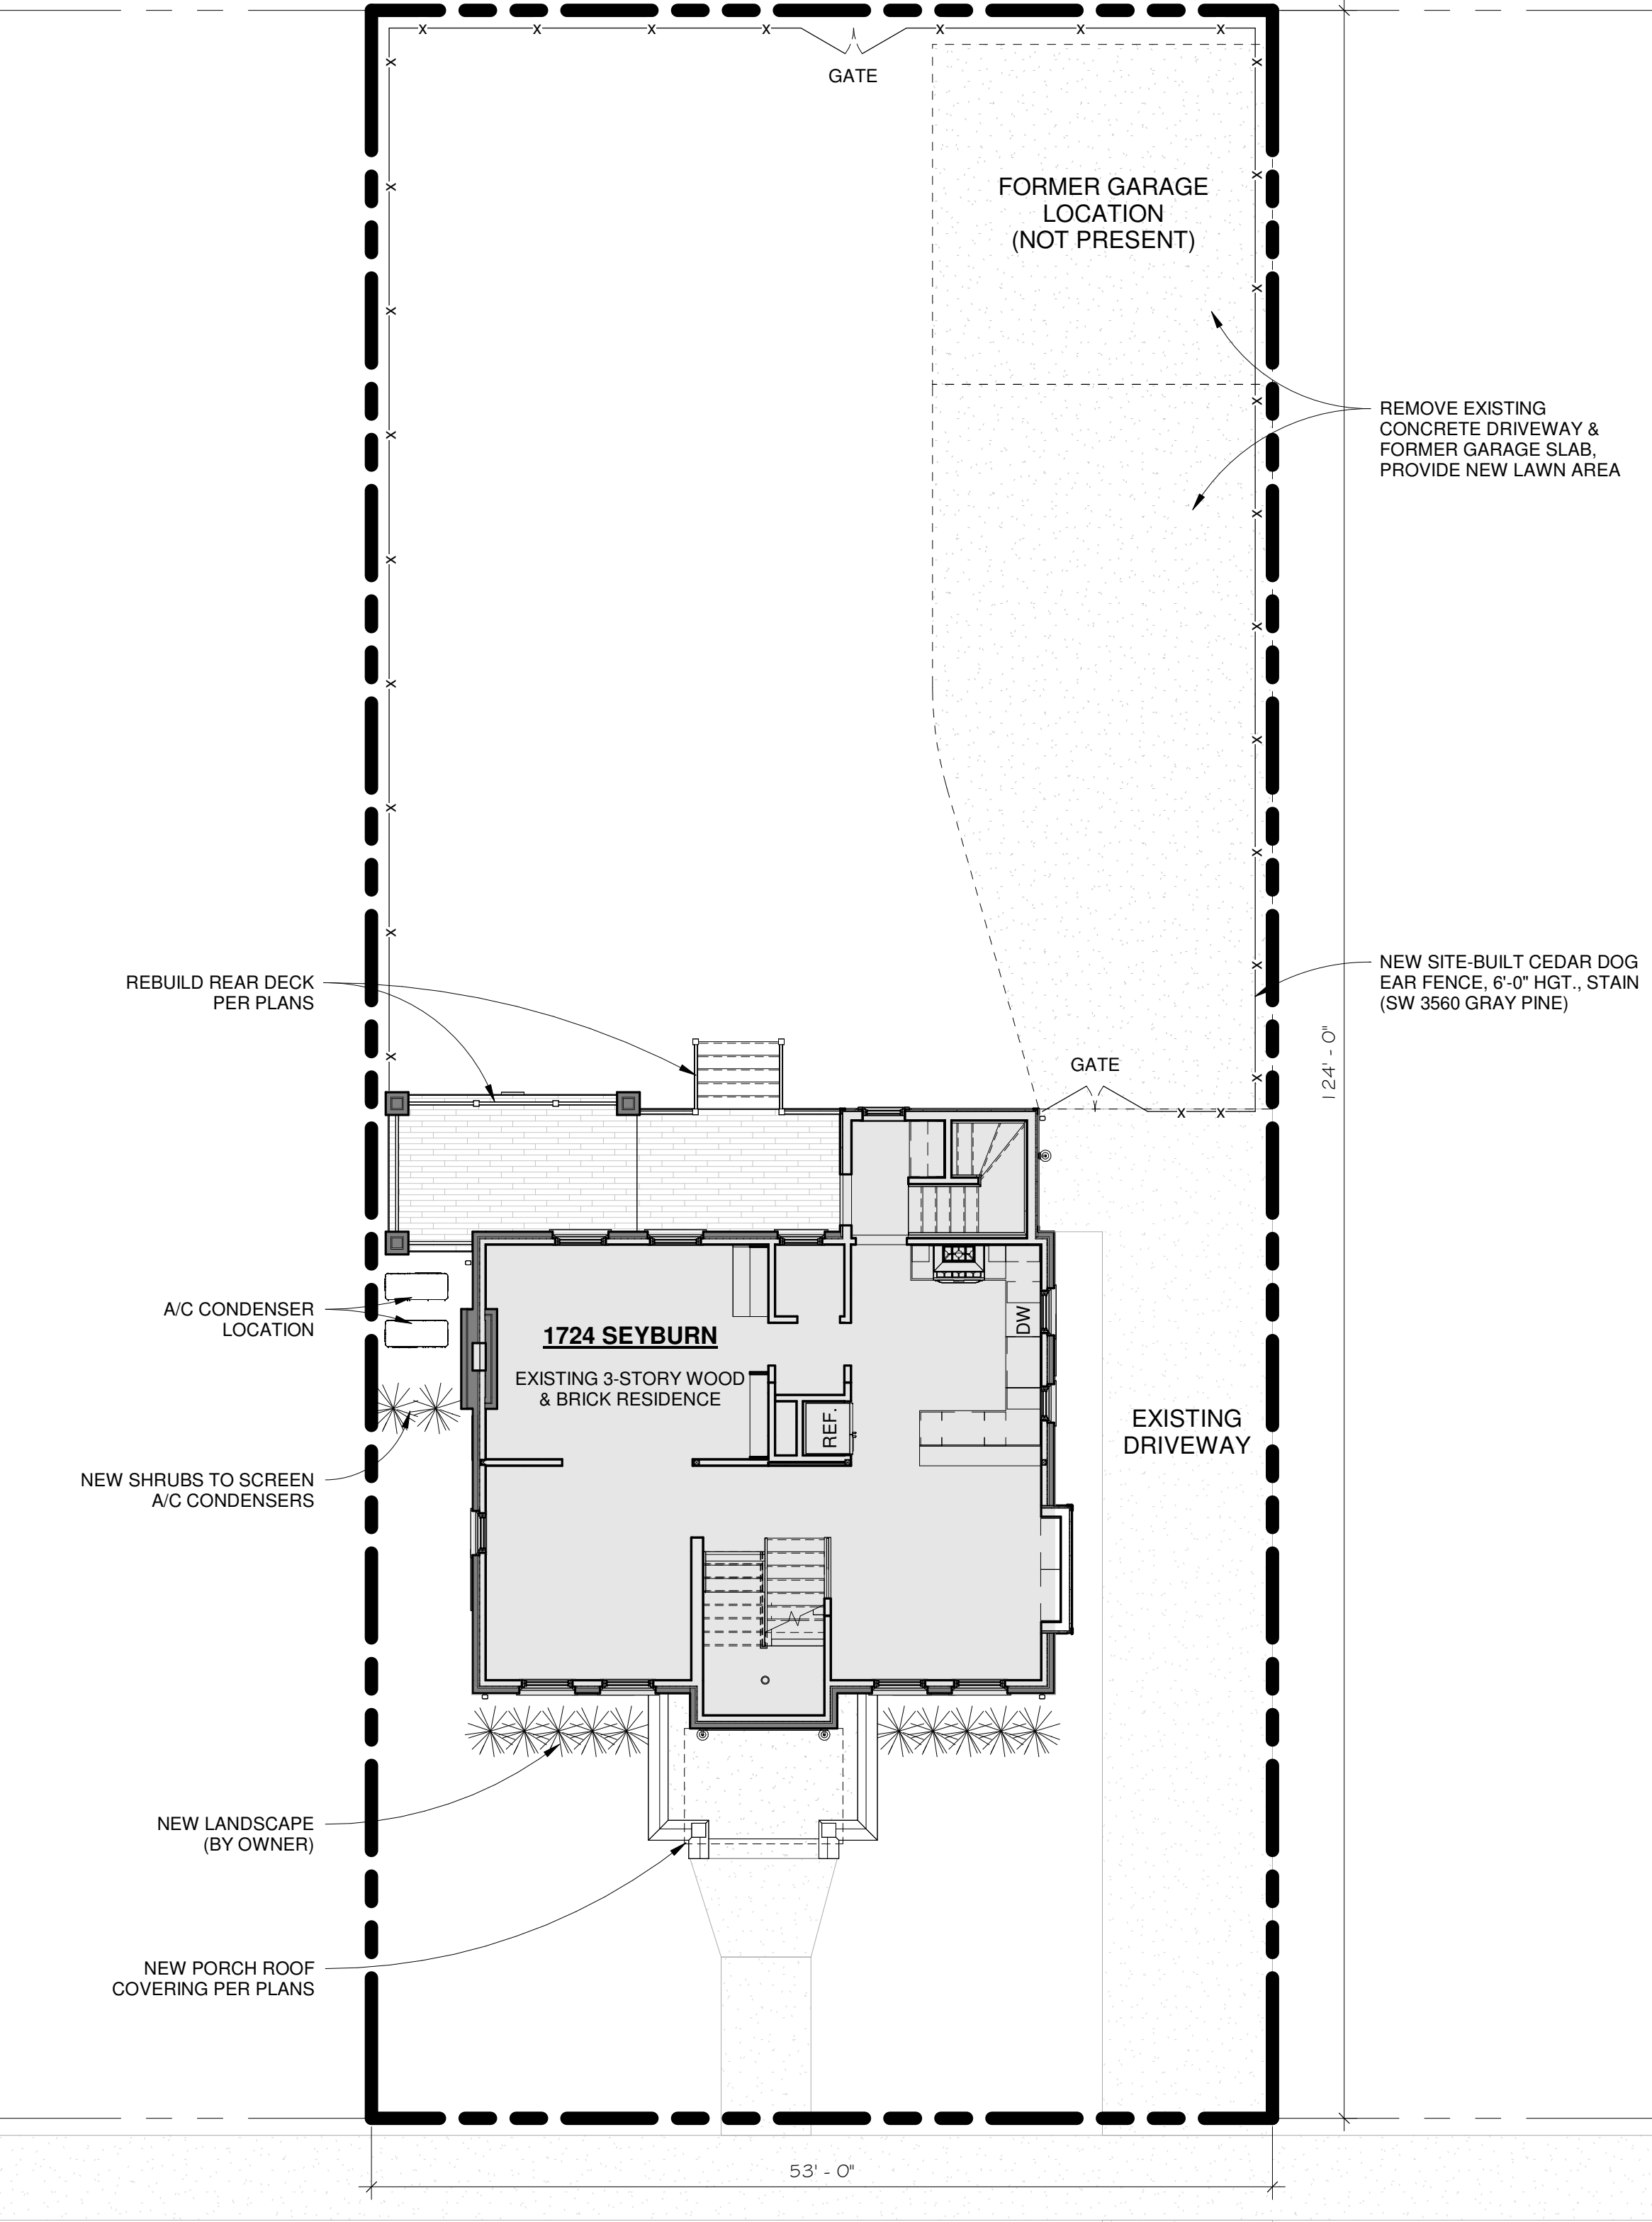 GATE
FORMER GARAGE
LOCATION
(NOT PRESENT)
REMOVE EXISTING
CONCRETE DRIVEWAY &
FORMER GARAGE SLAB,
PROVIDE NEW LAWN AREA
REBUILD REAR DECK
PER PLANS
NEW SITE-BUILT CEDAR DOG
EAR FENCE, 6'-0" HGT., STAIN
(SW 3560 GRAY PINE)
124' - 0"
GATE
A/C CONDENSER
LOCATION
1724 SEYBURN
EXISTING 3-STORY WOOD
& BRICK RESIDENCE
DW
REF.
EXISTING
DRIVEWAY
NEW SHRUBS TO SCREEN
A/C CONDENSERS
NEW LANDSCAPE
(BY OWNER)
NEW PORCH ROOF
COVERING PER PLANS
53' - 0"